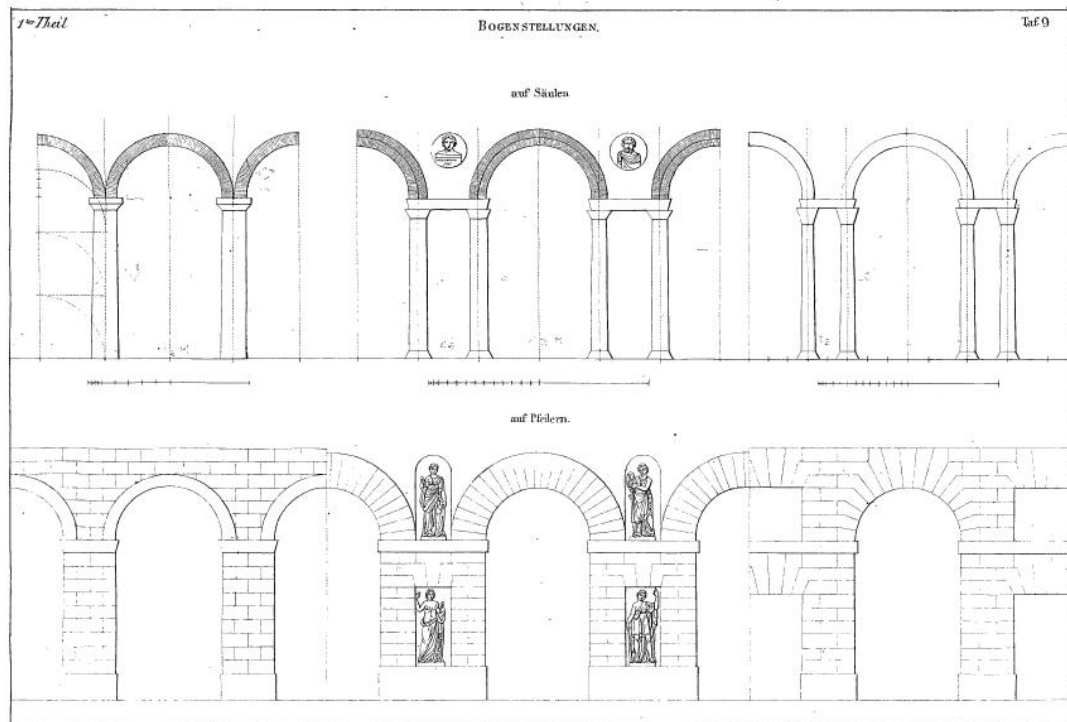 1ter Theil
BOGENSTELLUNGEN.
Taf. 9
auf Säulen
auf Pfeilern.